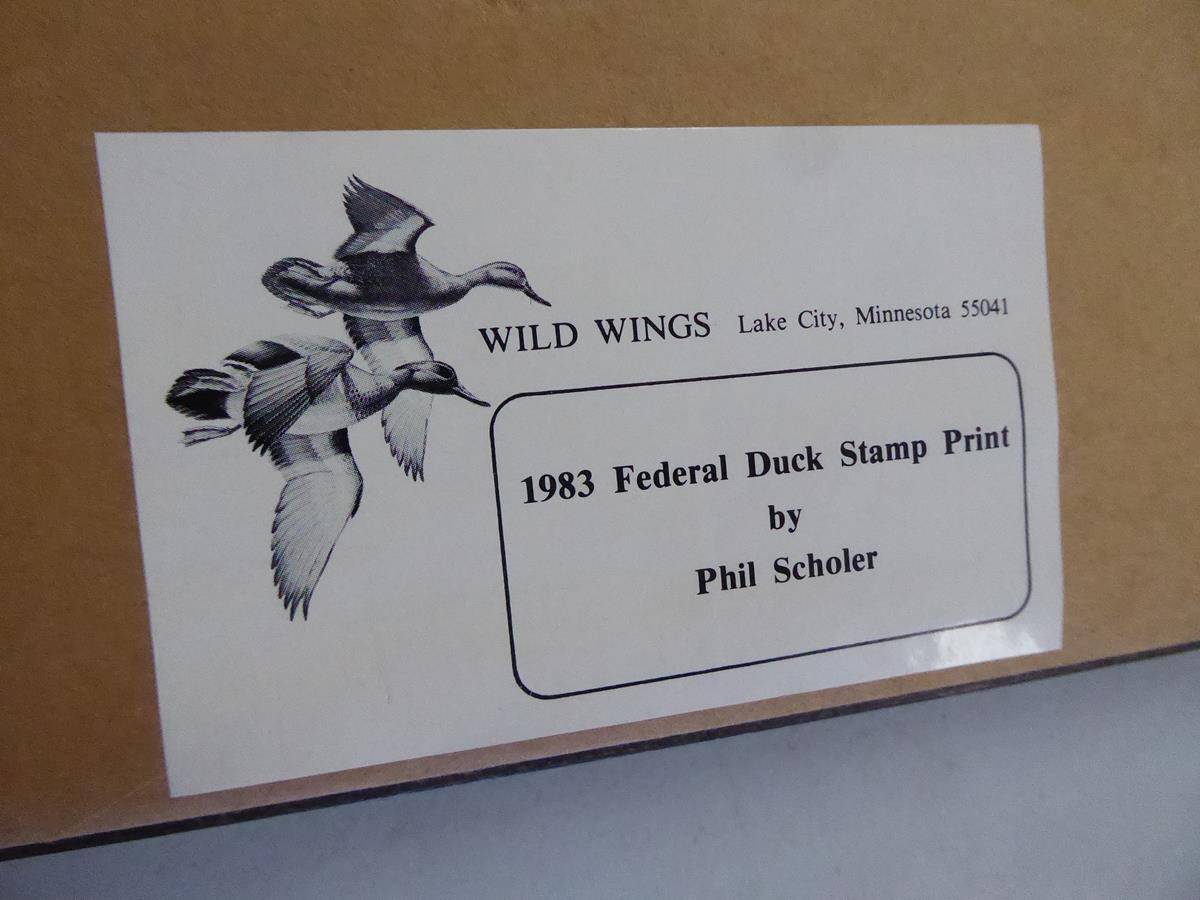 WILD WINGS Lake City, Minnesota 55041
1983 Federal Duck Stamp Print
by
Phil Scholer